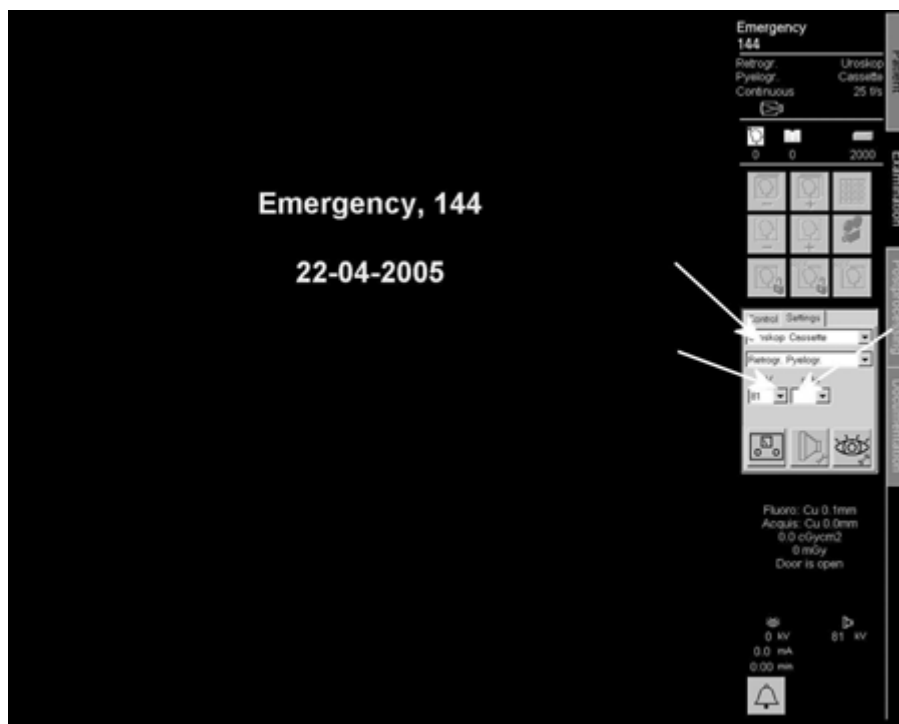 Emergency
144
Retrogr. Uroskop
Pyelogr. Cassette
Continuous 25 f/s
0 0 2000
Patient
Examination
Emergency, 144
22-04-2005
Control Settings
Cassette
Retrogr. Pyelogr.
81
Documentation
Fluoro: Cu 0.1mm
Acquis: Cu 0.0mm
0.0 cGycm2
0 mGy
Door is open
0 kV 81 kV
0.0 mA
0.00 min